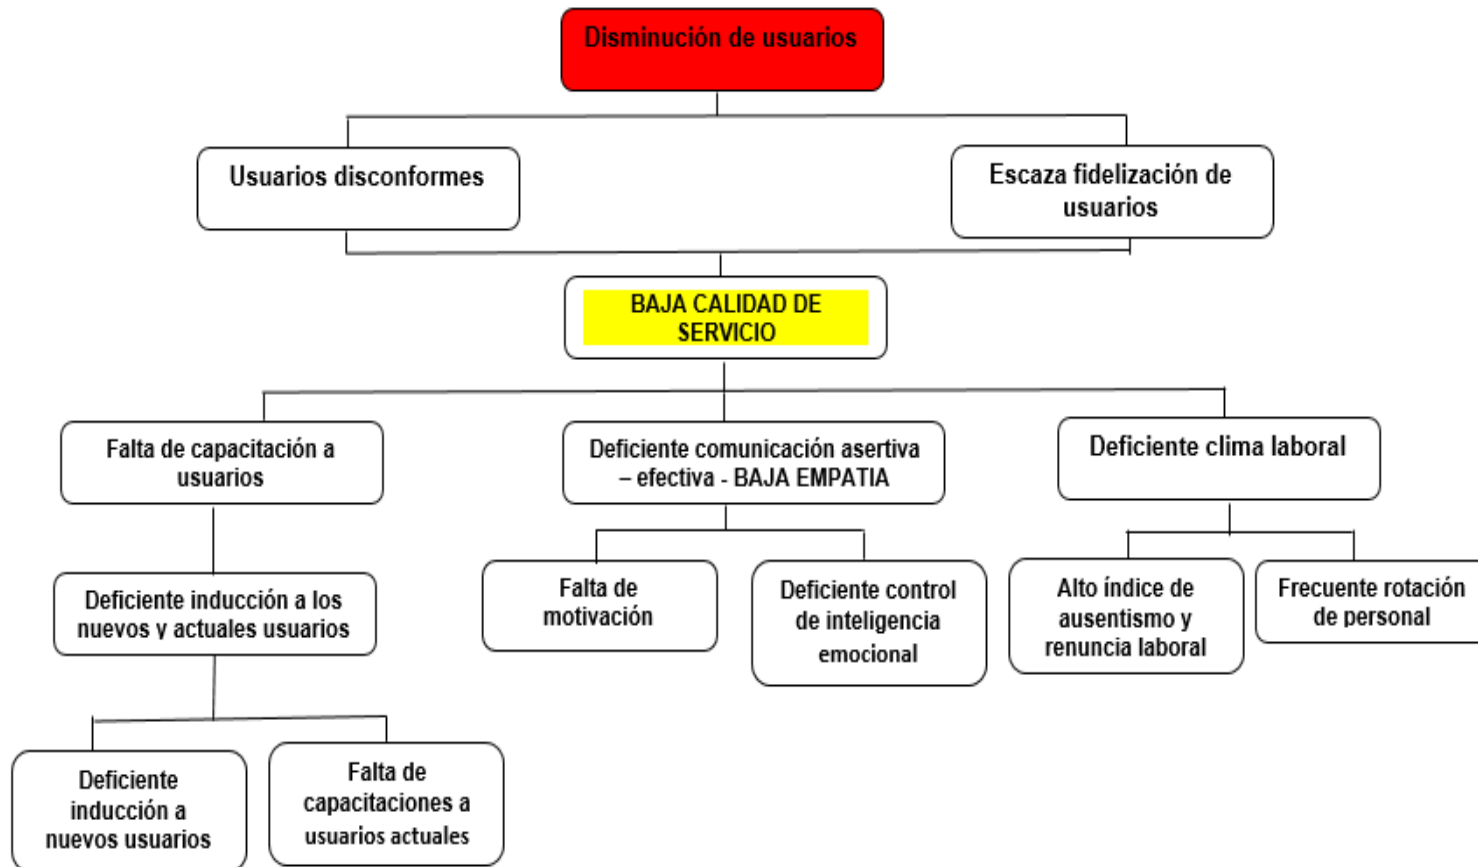 Disminución de usuarios
Usuarios disconformes
Escaza fidelización de
usuarios
BAJA CALIDAD DE
SERVICIO
Falta de capacitación a
usuarios
Deficiente comunicación asertiva
– efectiva - BAJA EMPATIA
Deficiente clima laboral
Deficiente inducción a los
nuevos y actuales usuarios
Falta de
motivación
Deficiente control
de inteligencia
emocional
Alto índice de
ausentismo y
renuncia laboral
Frecuente rotación
de personal
Deficiente
inducción a
nuevos usuarios
Falta de
capacitaciones a
usuarios actuales